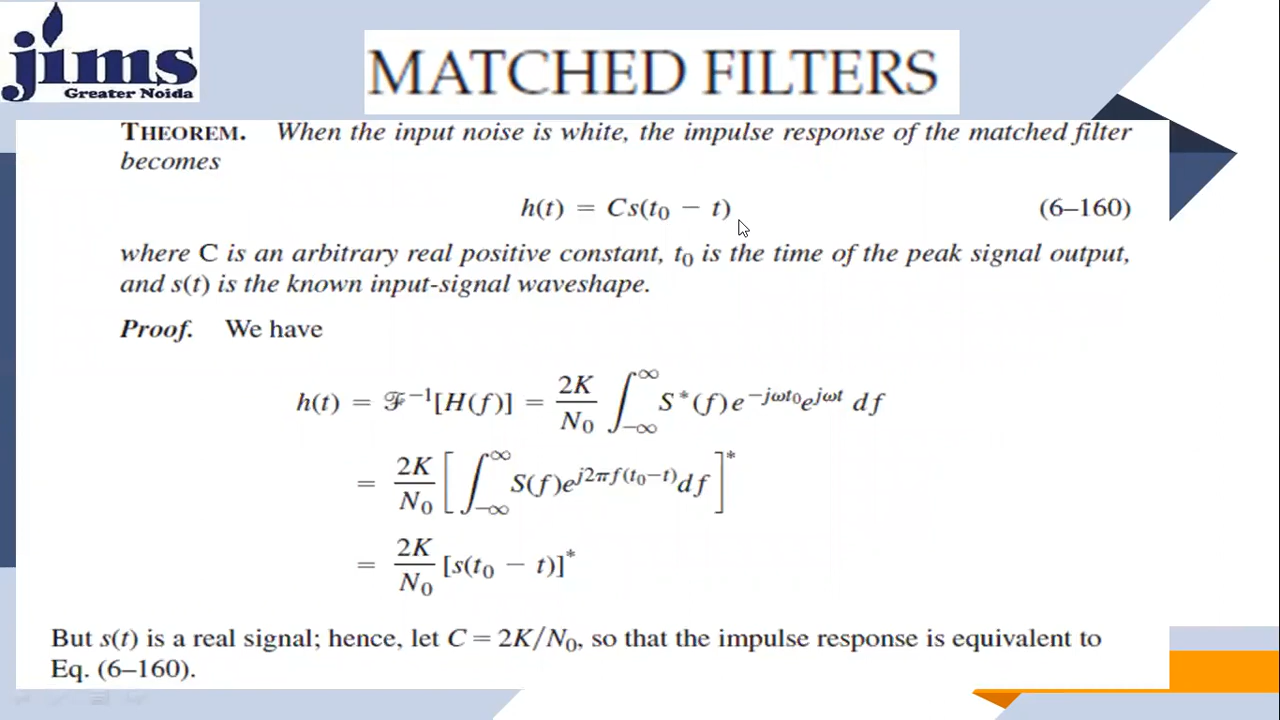 jims
Greater Noida
MATCHED FILTERS
THEOREM. When the input noise is white, the impulse response of the matched filter
becomes
h(t) = Cs(t₀ − t) (6–160)
where C is an arbitrary real positive constant, t₀ is the time of the peak signal output,
and s(t) is the known input-signal waveshape.
Proof. We have
h(t) = ℱ⁻¹[H(f)] = 2K/N₀ ∫_{−∞}^{∞} S*(f)e^{−jωt₀}e^{jωt} df
= 2K/N₀ [∫_{−∞}^{∞} S(f)e^{j2πf(t₀−t)}df]*
= 2K/N₀ [s(t₀ − t)]*
But s(t) is a real signal; hence, let C = 2K/N₀, so that the impulse response is equivalent to
Eq. (6–160).